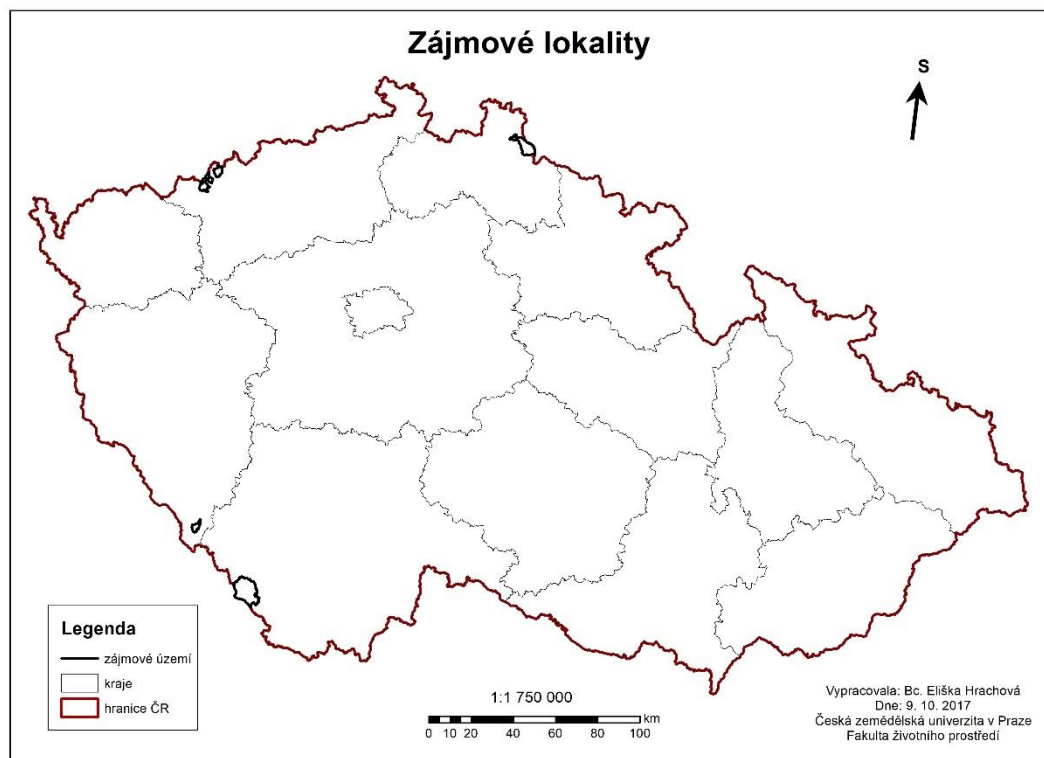 Zájmové lokality
S
Legenda
zájmové území
kraje
hranice ČR
1:1 750 000
km
0 10 20 40 60 80 100
Vypracovala: Bc. Eliška Hrachová
Dne: 9. 10. 2017
Česká zemědělská univerzita v Praze
Fakulta životního prostředí